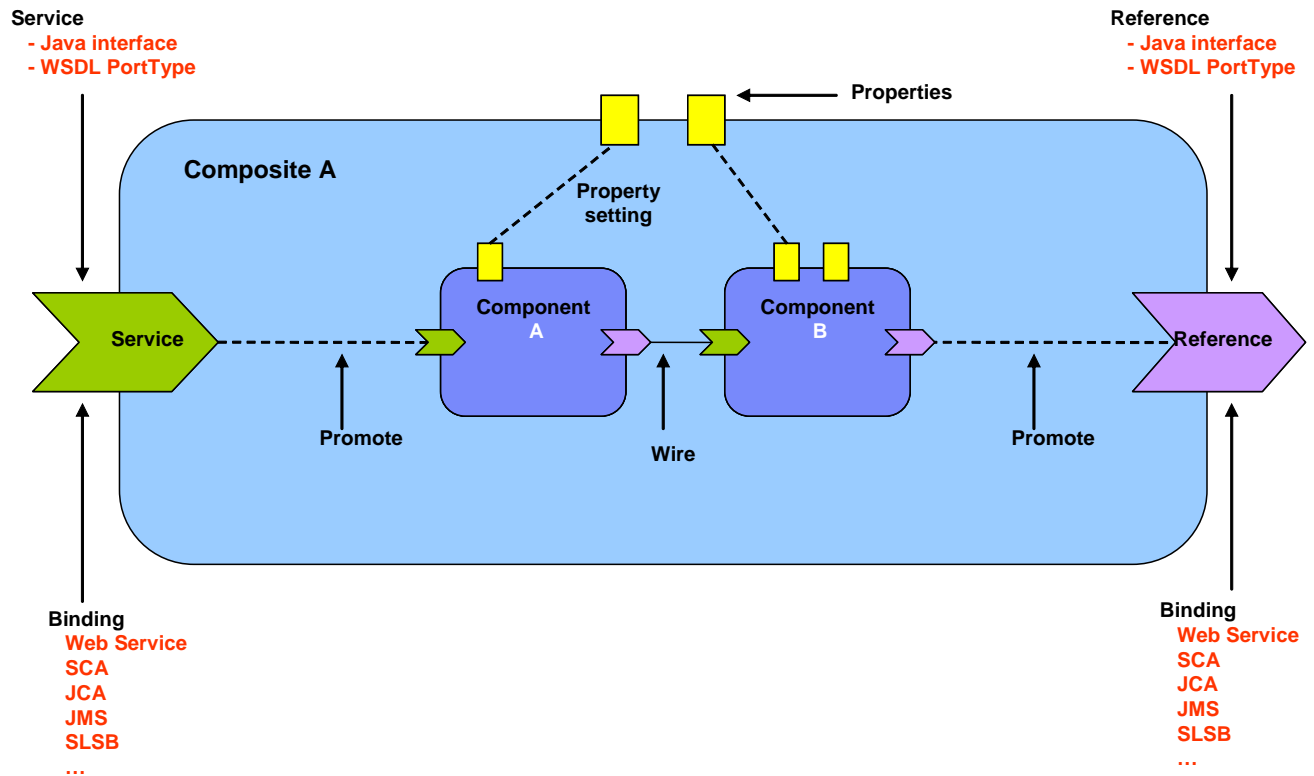 Service
- Java interface
- WSDL PortType
Reference
- Java interface
- WSDL PortType
Properties
Composite A
Property
setting
Component
A
Component
B
Service
Reference
Promote
Wire
Promote
Binding
Web Service
SCA
JCA
JMS
SLSB
...
Binding
Web Service
SCA
JCA
JMS
SLSB
...